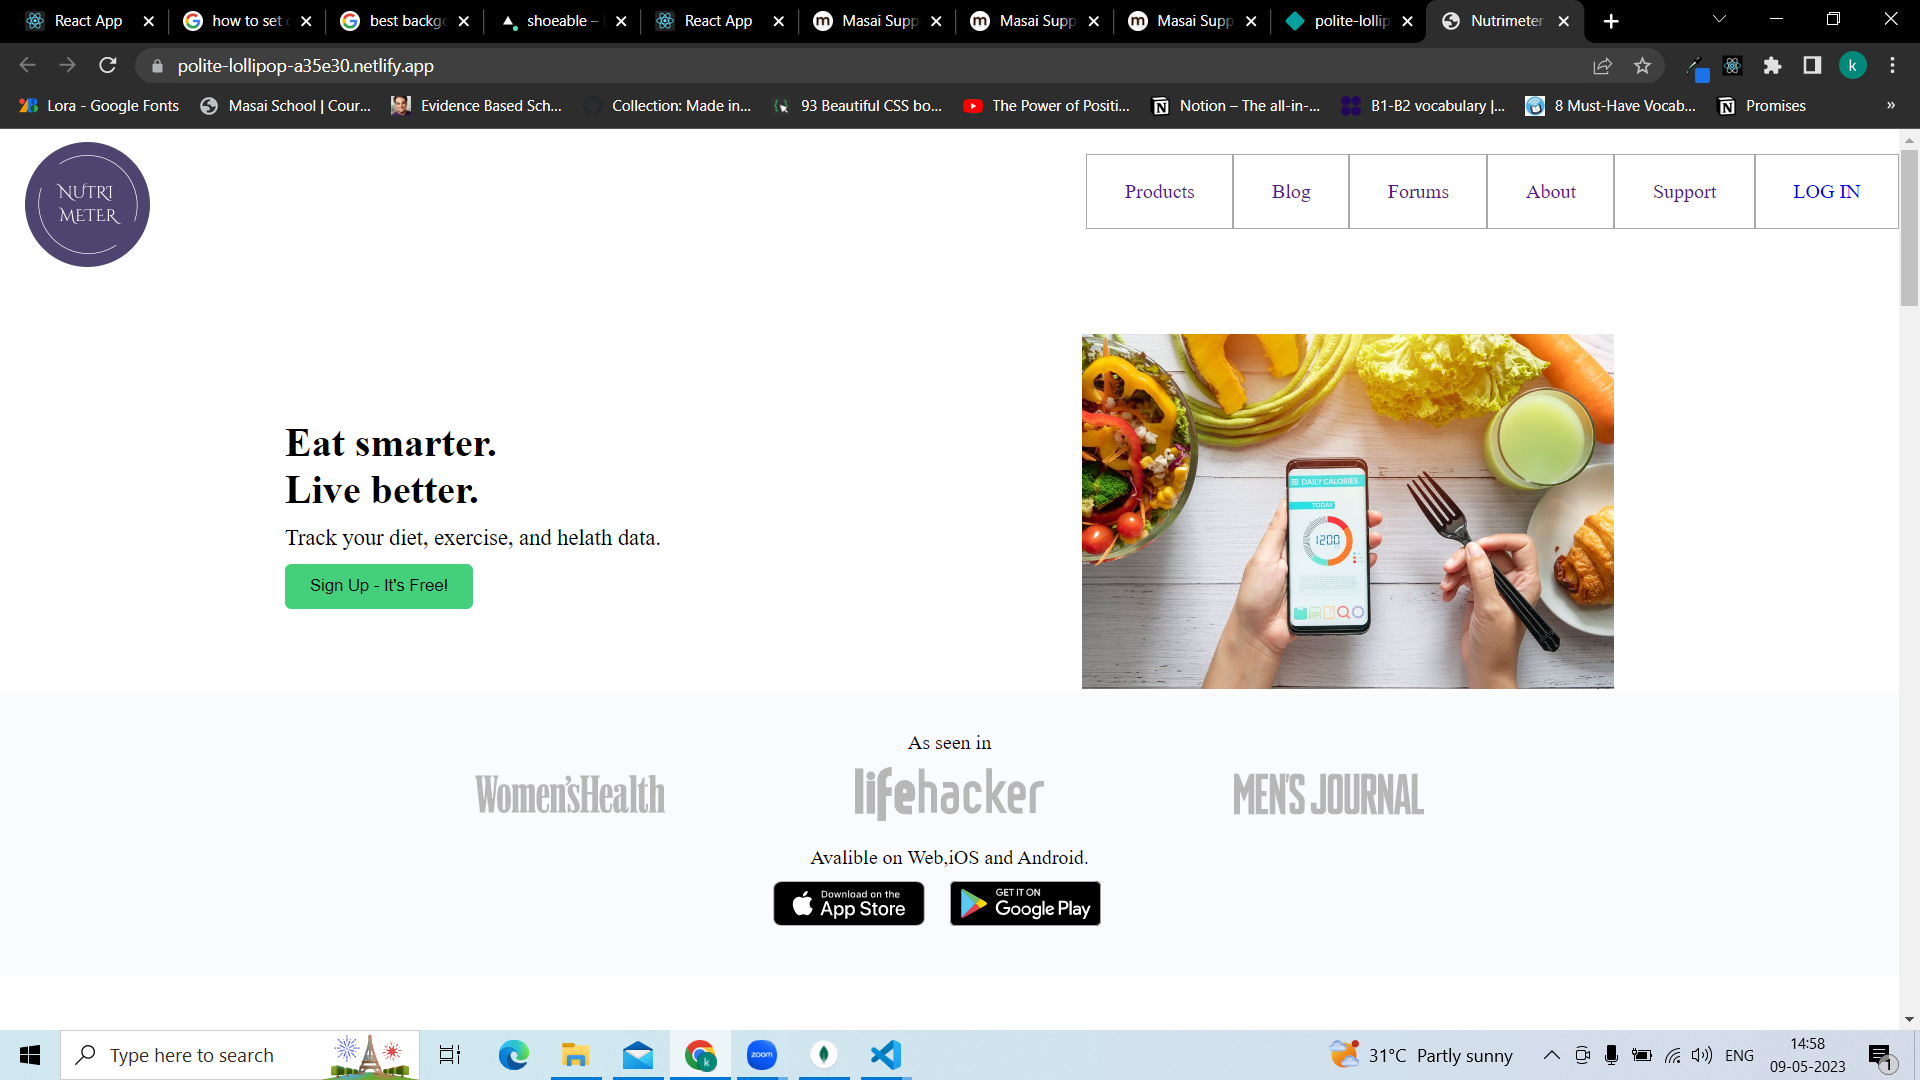 React App
how to set
best backg
shoeable –
React App
Masai Supp
Masai Supp
Masai Supp
polite-lollip
Nutrimeter
polite-lollipop-a35e30.netlify.app
k
Lora - Google Fonts
Masai School | Cour...
Evidence Based Sch...
Collection: Made in...
93 Beautiful CSS bo...
The Power of Positi...
Notion – The all-in-...
B1-B2 vocabulary |...
8 Must-Have Vocab...
Promises
»
NUTRI
METER
Products
Blog
Forums
About
Support
LOG IN
Eat smarter.
Live better.
Track your diet, exercise, and helath data.
Sign Up - It's Free!
DAILY CALORIES
TODAY
1200
As seen in
Women'sHealth
lifehacker
MEN'S JOURNAL
Avalible on Web,iOS and Android.
Download on the
App Store
GET IT ON
Google Play
Type here to search
k
zoom
31°C Partly sunny
ENG
14:58
09-05-2023
1